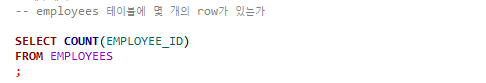 -- employees 테이블에 몇 개의 row가 있는가
SELECT COUNT(EMPLOYEE_ID)
FROM EMPLOYEES
;